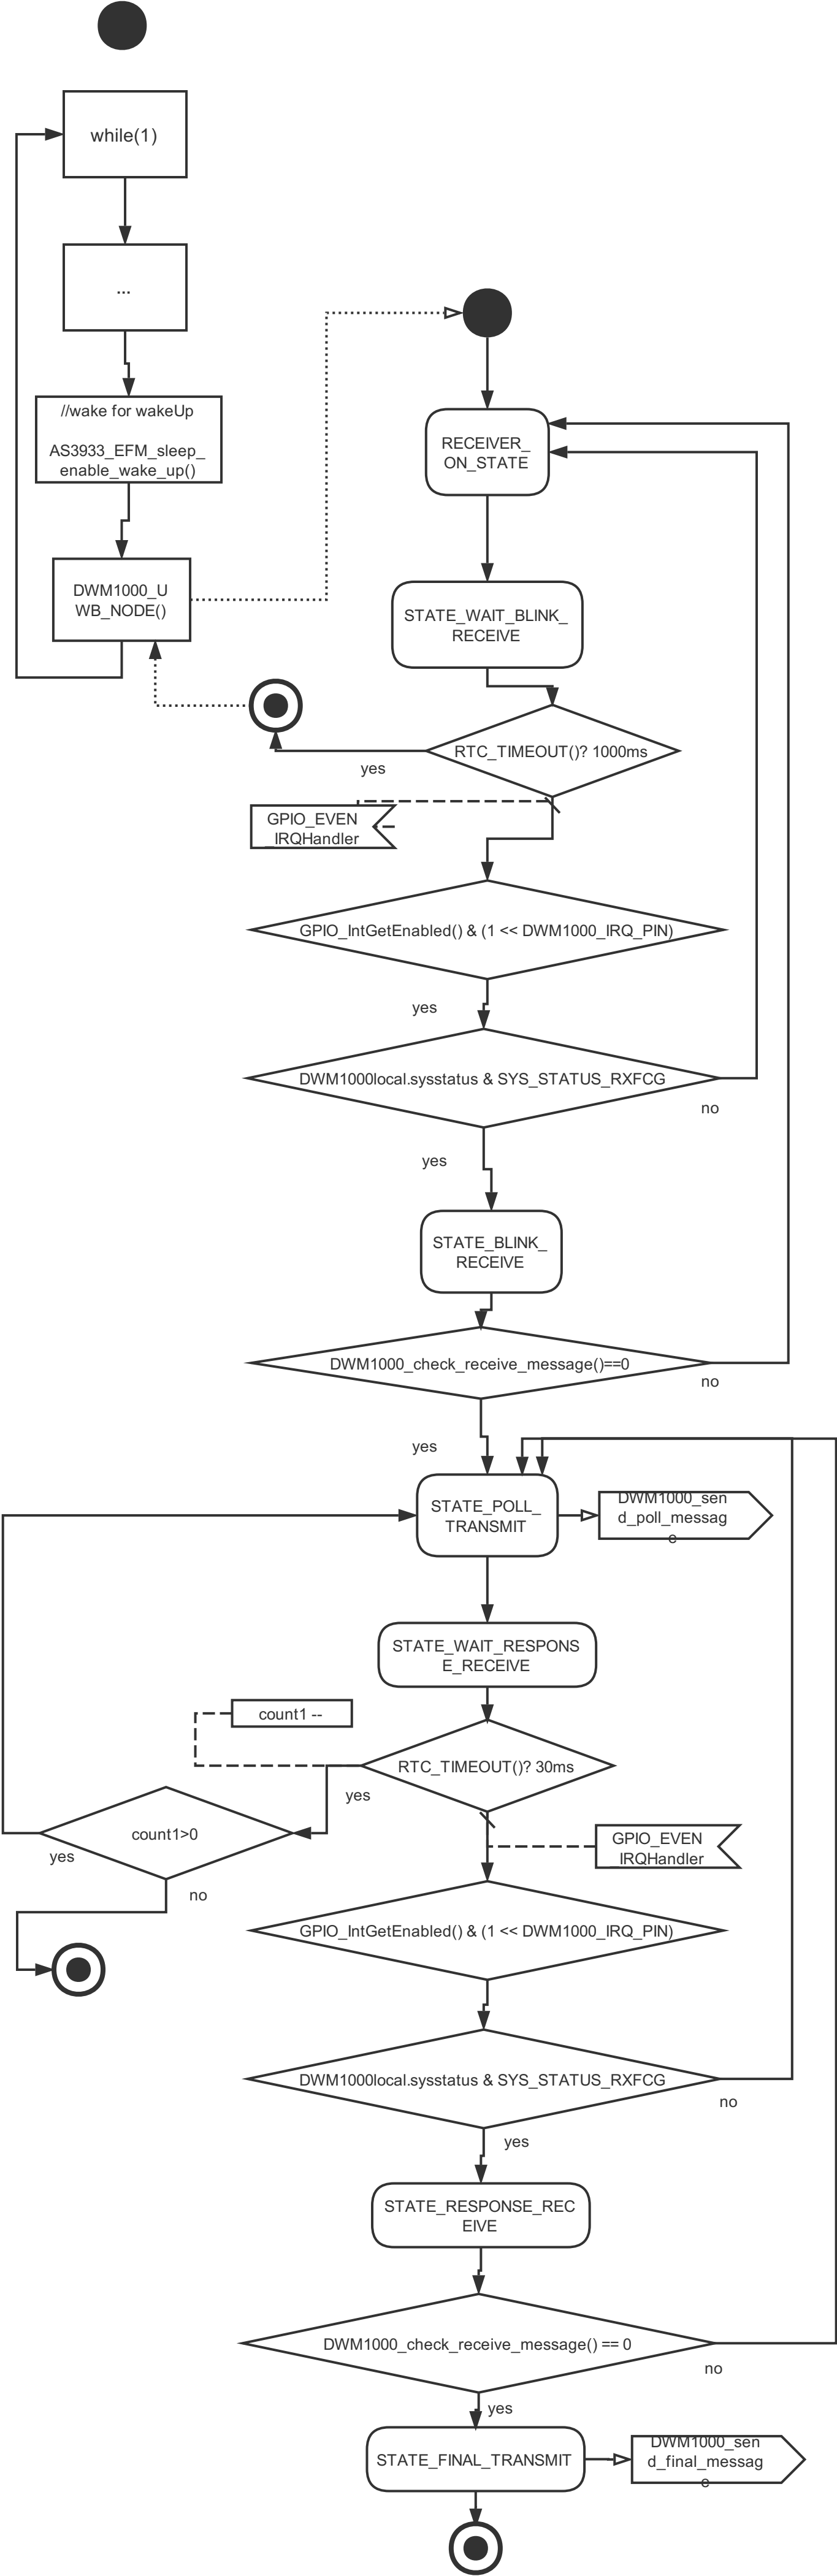 while(1)
...
//wake for wakeUp
AS3933_EFM_sleep_
enable_wake_up()
DWM1000_U
WB_NODE()
RECEIVER_
ON_STATE
STATE_WAIT_BLINK_
RECEIVE
RTC_TIMEOUT()? 1000ms
yes
GPIO_EVEN
_IRQHandler
GPIO_IntGetEnabled() & (1 << DWM1000_IRQ_PIN)
yes
DWM1000local.sysstatus & SYS_STATUS_RXFCG
no
yes
STATE_BLINK_
RECEIVE
DWM1000_check_receive_message()==0
no
yes
STATE_POLL_
TRANSMIT
DWM1000_sen
d_poll_messag
e
STATE_WAIT_RESPONS
E_RECEIVE
count1 --
RTC_TIMEOUT()? 30ms
yes
count1>0
yes
no
GPIO_EVEN
_IRQHandler
GPIO_IntGetEnabled() & (1 << DWM1000_IRQ_PIN)
DWM1000local.sysstatus & SYS_STATUS_RXFCG
no
yes
STATE_RESPONSE_REC
EIVE
DWM1000_check_receive_message() == 0
no
yes
STATE_FINAL_TRANSMIT
DWM1000_sen
d_final_messag
e